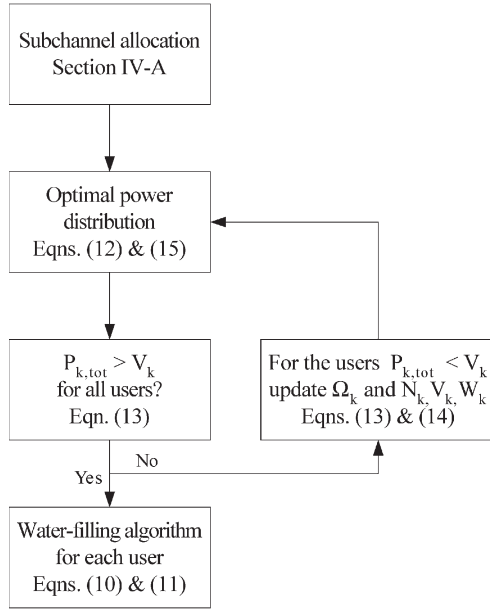 Subchannel allocation
Section IV-A
Optimal power
distribution
Eqns. (12) & (15)
P_{k,tot} > V_k
for all users?
Eqn. (13)
For the users P_{k,tot} < V_k
update Ω_k and N_k, V_k, W_k
Eqns. (13) & (14)
No
Yes
Water-filling algorithm
for each user
Eqns. (10) & (11)